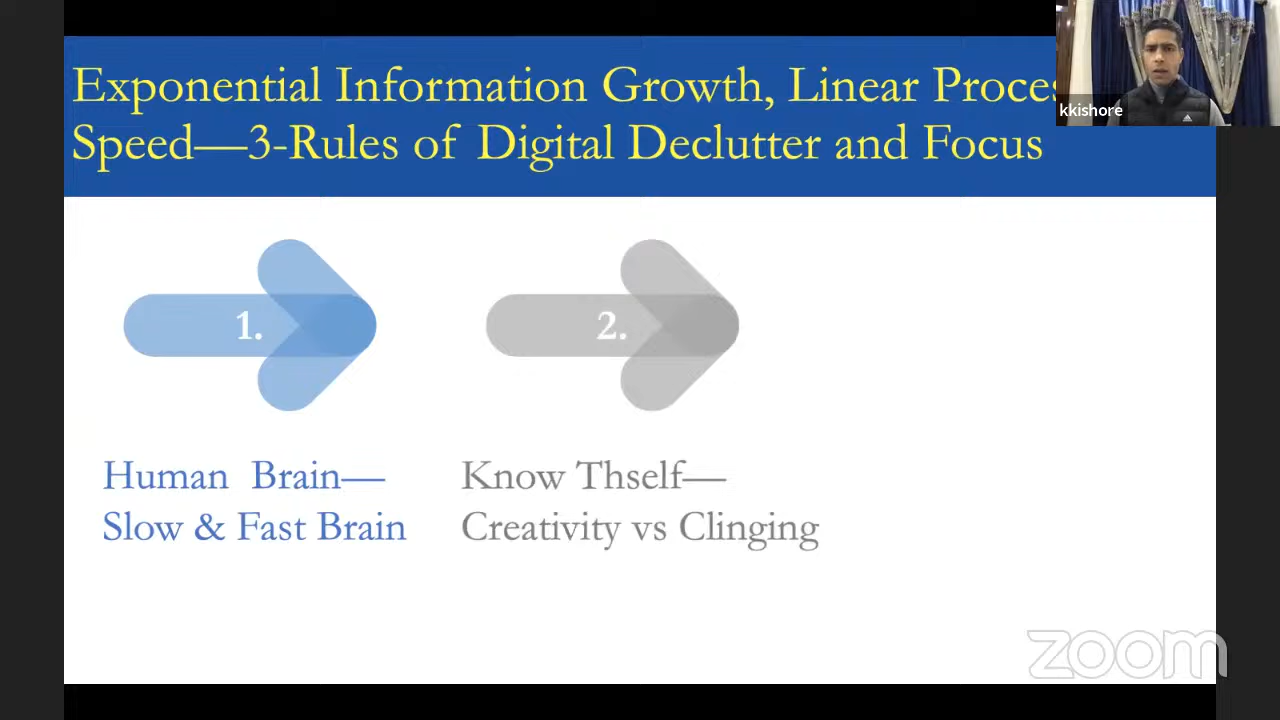 Exponential Information Growth, Linear
Speed—3-Rules of Digital Declutter and Focus
kkishore
1.
2.
Human Brain—
Slow & Fast Brain
Know Thself—
Creativity vs Clinging
zoom